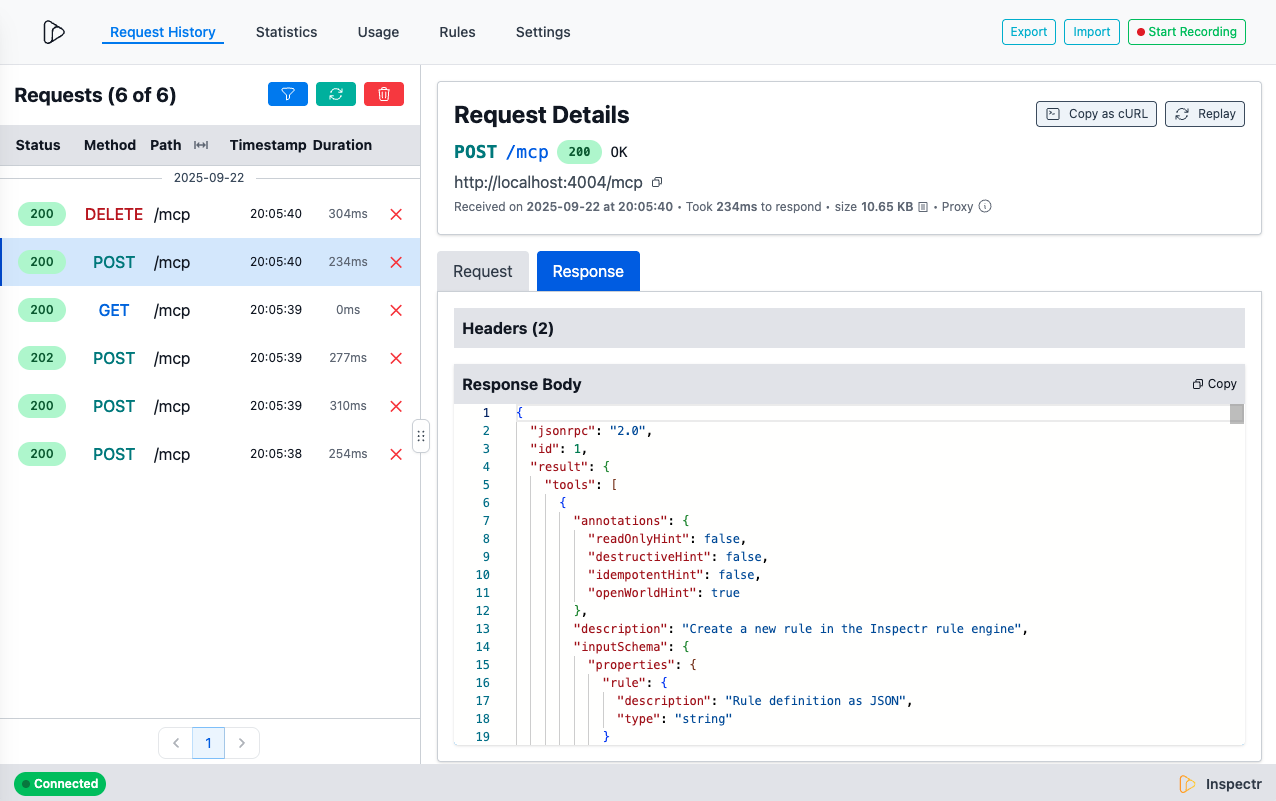 Request History Statistics Usage Rules Settings Export Import Start Recording
Requests (6 of 6)
Status Method Path Timestamp Duration
2025-09-22
200 DELETE /mcp 20:05:40 304ms
200 POST /mcp 20:05:40 234ms
200 GET /mcp 20:05:39 0ms
202 POST /mcp 20:05:39 277ms
200 POST /mcp 20:05:39 310ms
200 POST /mcp 20:05:38 254ms
1
Request Details
Copy as cURL Replay
POST /mcp 200 OK
http://localhost:4004/mcp
Received on 2025-09-22 at 20:05:40 • Took 234ms to respond • size 10.65 KB • Proxy
Request Response
Headers (2)
Response Body Copy
1 {
2 "jsonrpc": "2.0",
3 "id": 1,
4 "result": {
5 "tools": [
6 {
7 "annotations": {
8 "readOnlyHint": false,
9 "destructiveHint": false,
10 "idempotentHint": false,
11 "openWorldHint": true
12 },
13 "description": "Create a new rule in the Inspectr rule engine",
14 "inputSchema": {
15 "properties": {
16 "rule": {
17 "description": "Rule definition as JSON",
18 "type": "string"
19 }
Connected Inspectr